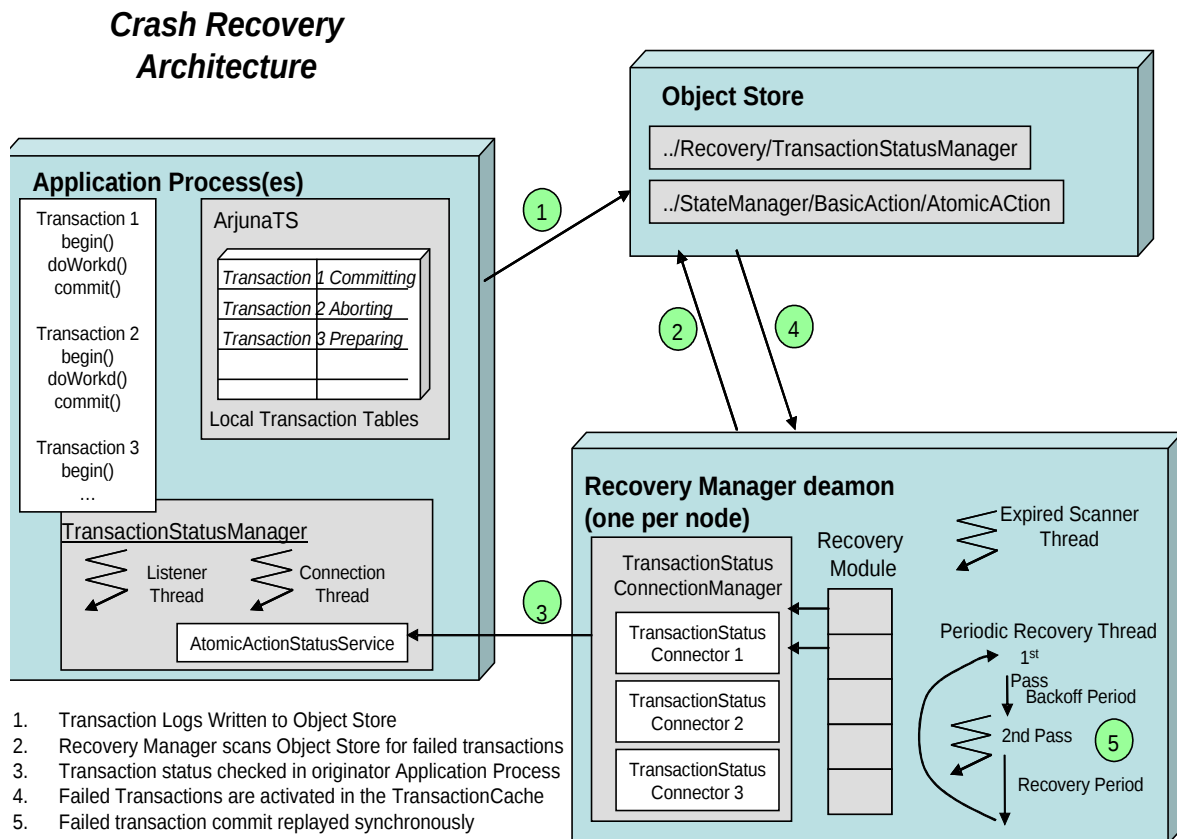 Crash Recovery
Architecture
Object Store
../Recovery/TransactionStatusManager
../StateManager/BasicAction/AtomicACtion
Application Process(es)
Transaction 1
begin()
doWorkd()
commit()
Transaction 2
begin()
doWorkd()
commit()
Transaction 3
begin()
…
ArjunaTS
Transaction 1 Committing
Transaction 2 Aborting
Transaction 3 Preparing
Local Transaction Tables
TransactionStatusManager
Listener
Thread
Connection
Thread
AtomicActionStatusService
1
2
4
3
Recovery Manager deamon
(one per node)
TransactionStatus
ConnectionManager
TransactionStatus
Connector 1
TransactionStatus
Connector 2
TransactionStatus
Connector 3
Recovery
Module
Expired Scanner
Thread
Periodic Recovery Thread
1st
Pass
Backoff Period
2nd Pass
5
Recovery Period
1. Transaction Logs Written to Object Store
2. Recovery Manager scans Object Store for failed transactions
3. Transaction status checked in originator Application Process
4. Failed Transactions are activated in the TransactionCache
5. Failed transaction commit replayed synchronously